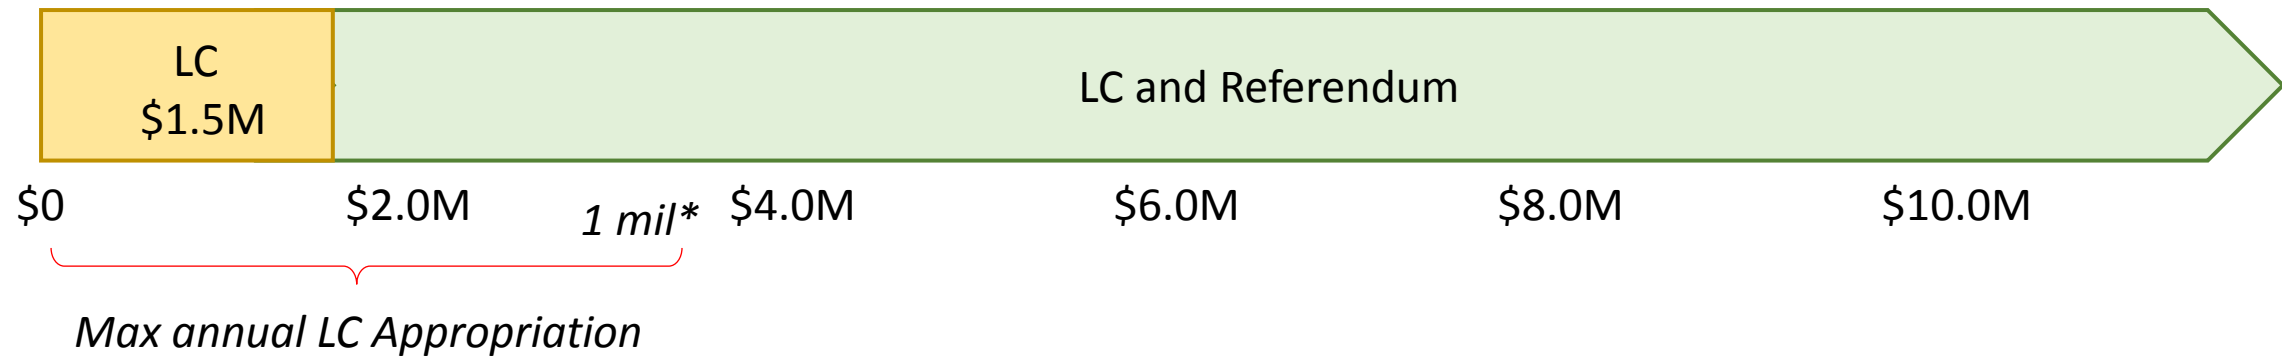 LC
$1.5M
LC and Referendum
$0
$2.0M
1 mil*
$4.0M
$6.0M
$8.0M
$10.0M
Max annual LC Appropriation